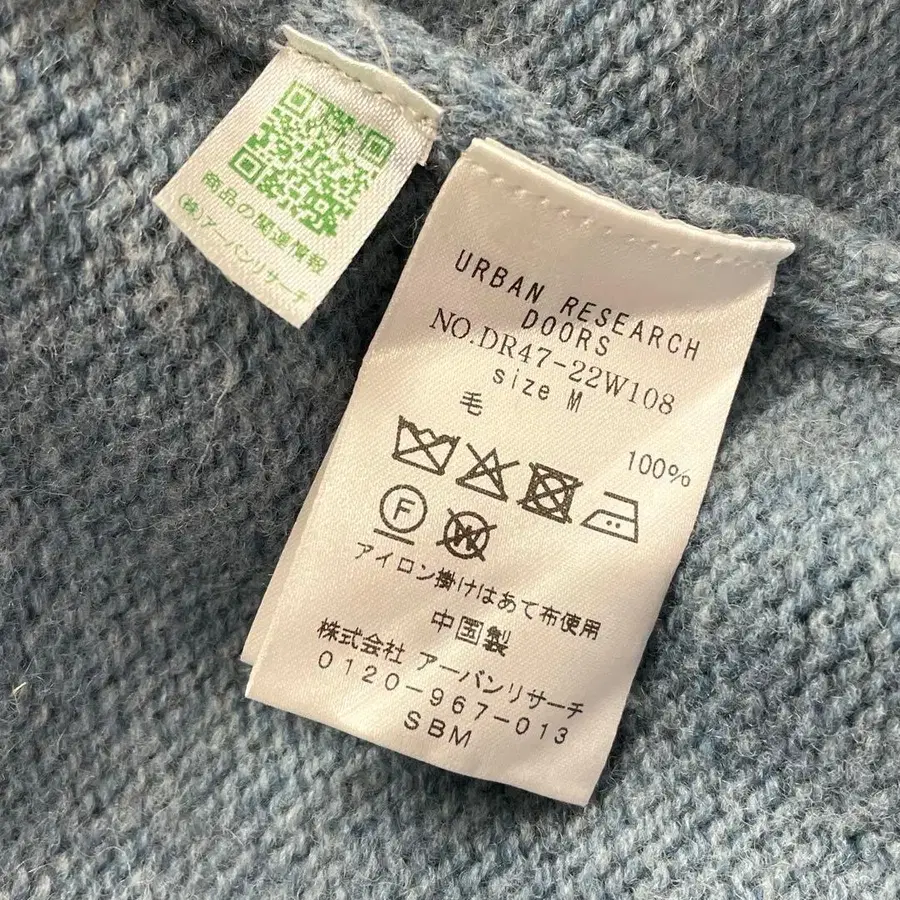 商品の関連情報
(株)アーバンリサーチ
URBAN RESEARCH
DOORS
NO.DR47-22W108
size M
毛 100%
F
W
アイロン掛けはあて布使用
中国製
株式会社 アーバンリサーチ
0120-967-013
SBM